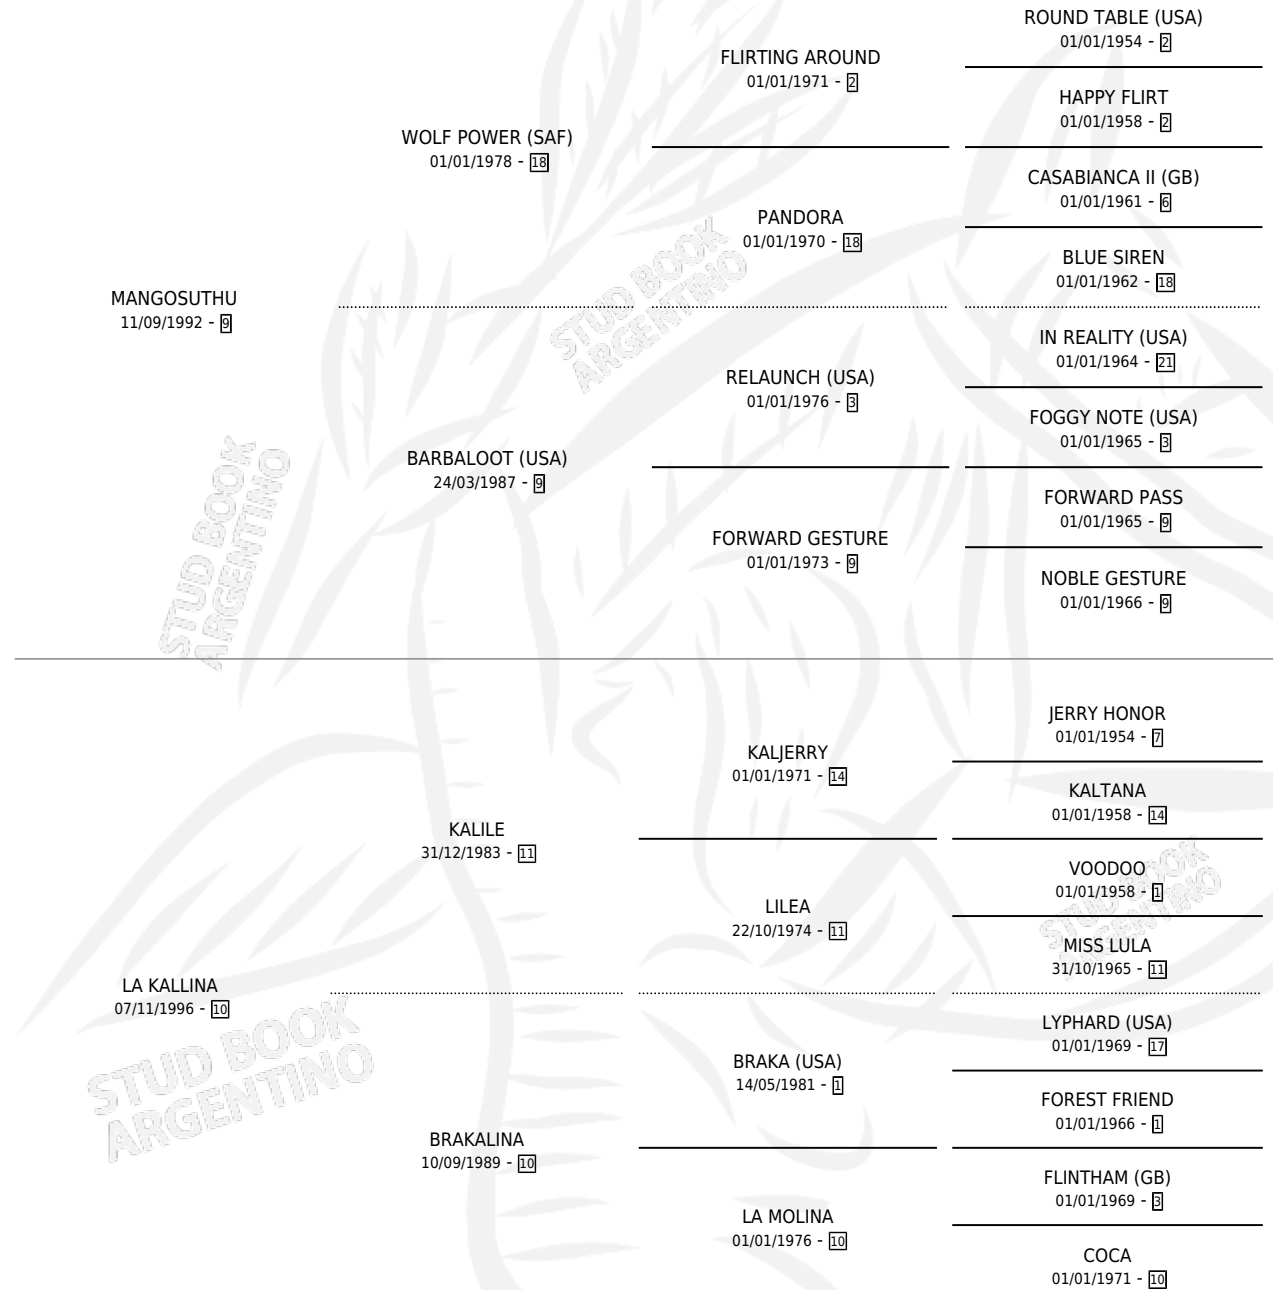 ROUND TABLE (USA)
01/01/1954 - 2
FLIRTING AROUND
01/01/1971 - 2
HAPPY FLIRT
01/01/1958 - 2
WOLF POWER (SAF)
01/01/1978 - 18
CASABIANCA II (GB)
01/01/1961 - 6
PANDORA
01/01/1970 - 18
BLUE SIREN
01/01/1962 - 18
MANGOSUTHU
11/09/1992 - 9
STUD BOOK
ARGENTINO
IN REALITY (USA)
01/01/1964 - 21
RELAUNCH (USA)
01/01/1976 - 3
FOGGY NOTE (USA)
01/01/1965 - 3
BARBALOOT (USA)
24/03/1987 - 9
FORWARD PASS
01/01/1965 - 9
FORWARD GESTURE
01/01/1973 - 9
NOBLE GESTURE
01/01/1966 - 9
STUD BOOK
ARGENTINO
JERRY HONOR
01/01/1954 - 7
KALJERRY
01/01/1971 - 14
KALTANA
01/01/1958 - 14
KALILE
31/12/1983 - 11
VOODOO
01/01/1958 - 1
LILEA
22/10/1974 - 11
STUD BOOK
ARGENTINO
MISS LULA
31/10/1965 - 11
LA KALLINA
07/11/1996 - 10
LYPHARD (USA)
01/01/1969 - 17
BRAKA (USA)
14/05/1981 - 1
STUD BOOK
ARGENTINO
FOREST FRIEND
01/01/1966 - 1
BRAKALINA
10/09/1989 - 10
FLINTHAM (GB)
01/01/1969 - 3
LA MOLINA
01/01/1976 - 10
COCA
01/01/1971 - 10